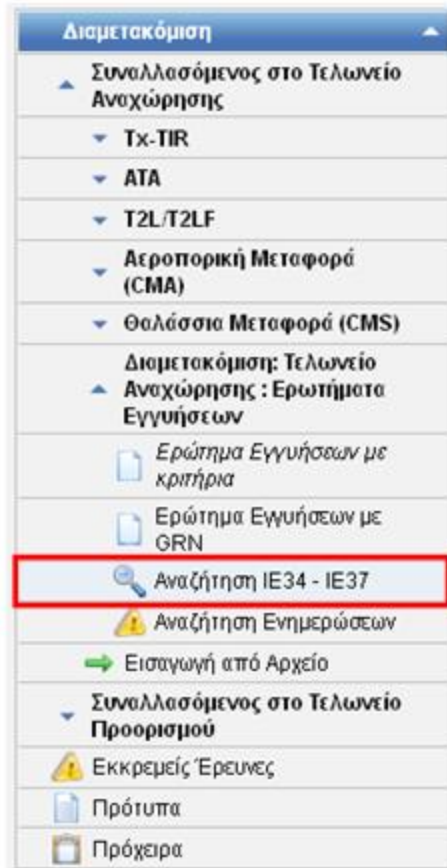 Διαμετακόμιση
Συναλλασόμενος στο Τελωνείο
Αναχώρησης
Tx-TIR
ATA
T2L/T2LF
Αεροπορική Μεταφορά
(CMA)
Θαλάσσια Μεταφορά (CMS)
Διαμετακόμιση: Τελωνείο
Αναχώρησης : Ερωτήματα
Εγγυήσεων
Ερώτημα Εγγυήσεων με
κριτήρια
Ερώτημα Εγγυήσεων με
GRN
Αναζήτηση IE34 - IE37
Αναζήτηση Ενημερώσεων
Εισαγωγή από Αρχείο
Συναλλασόμενος στο Τελωνείο
Προορισμού
Εκκρεμείς Έρευνες
Πρότυπα
Πρόχειρα